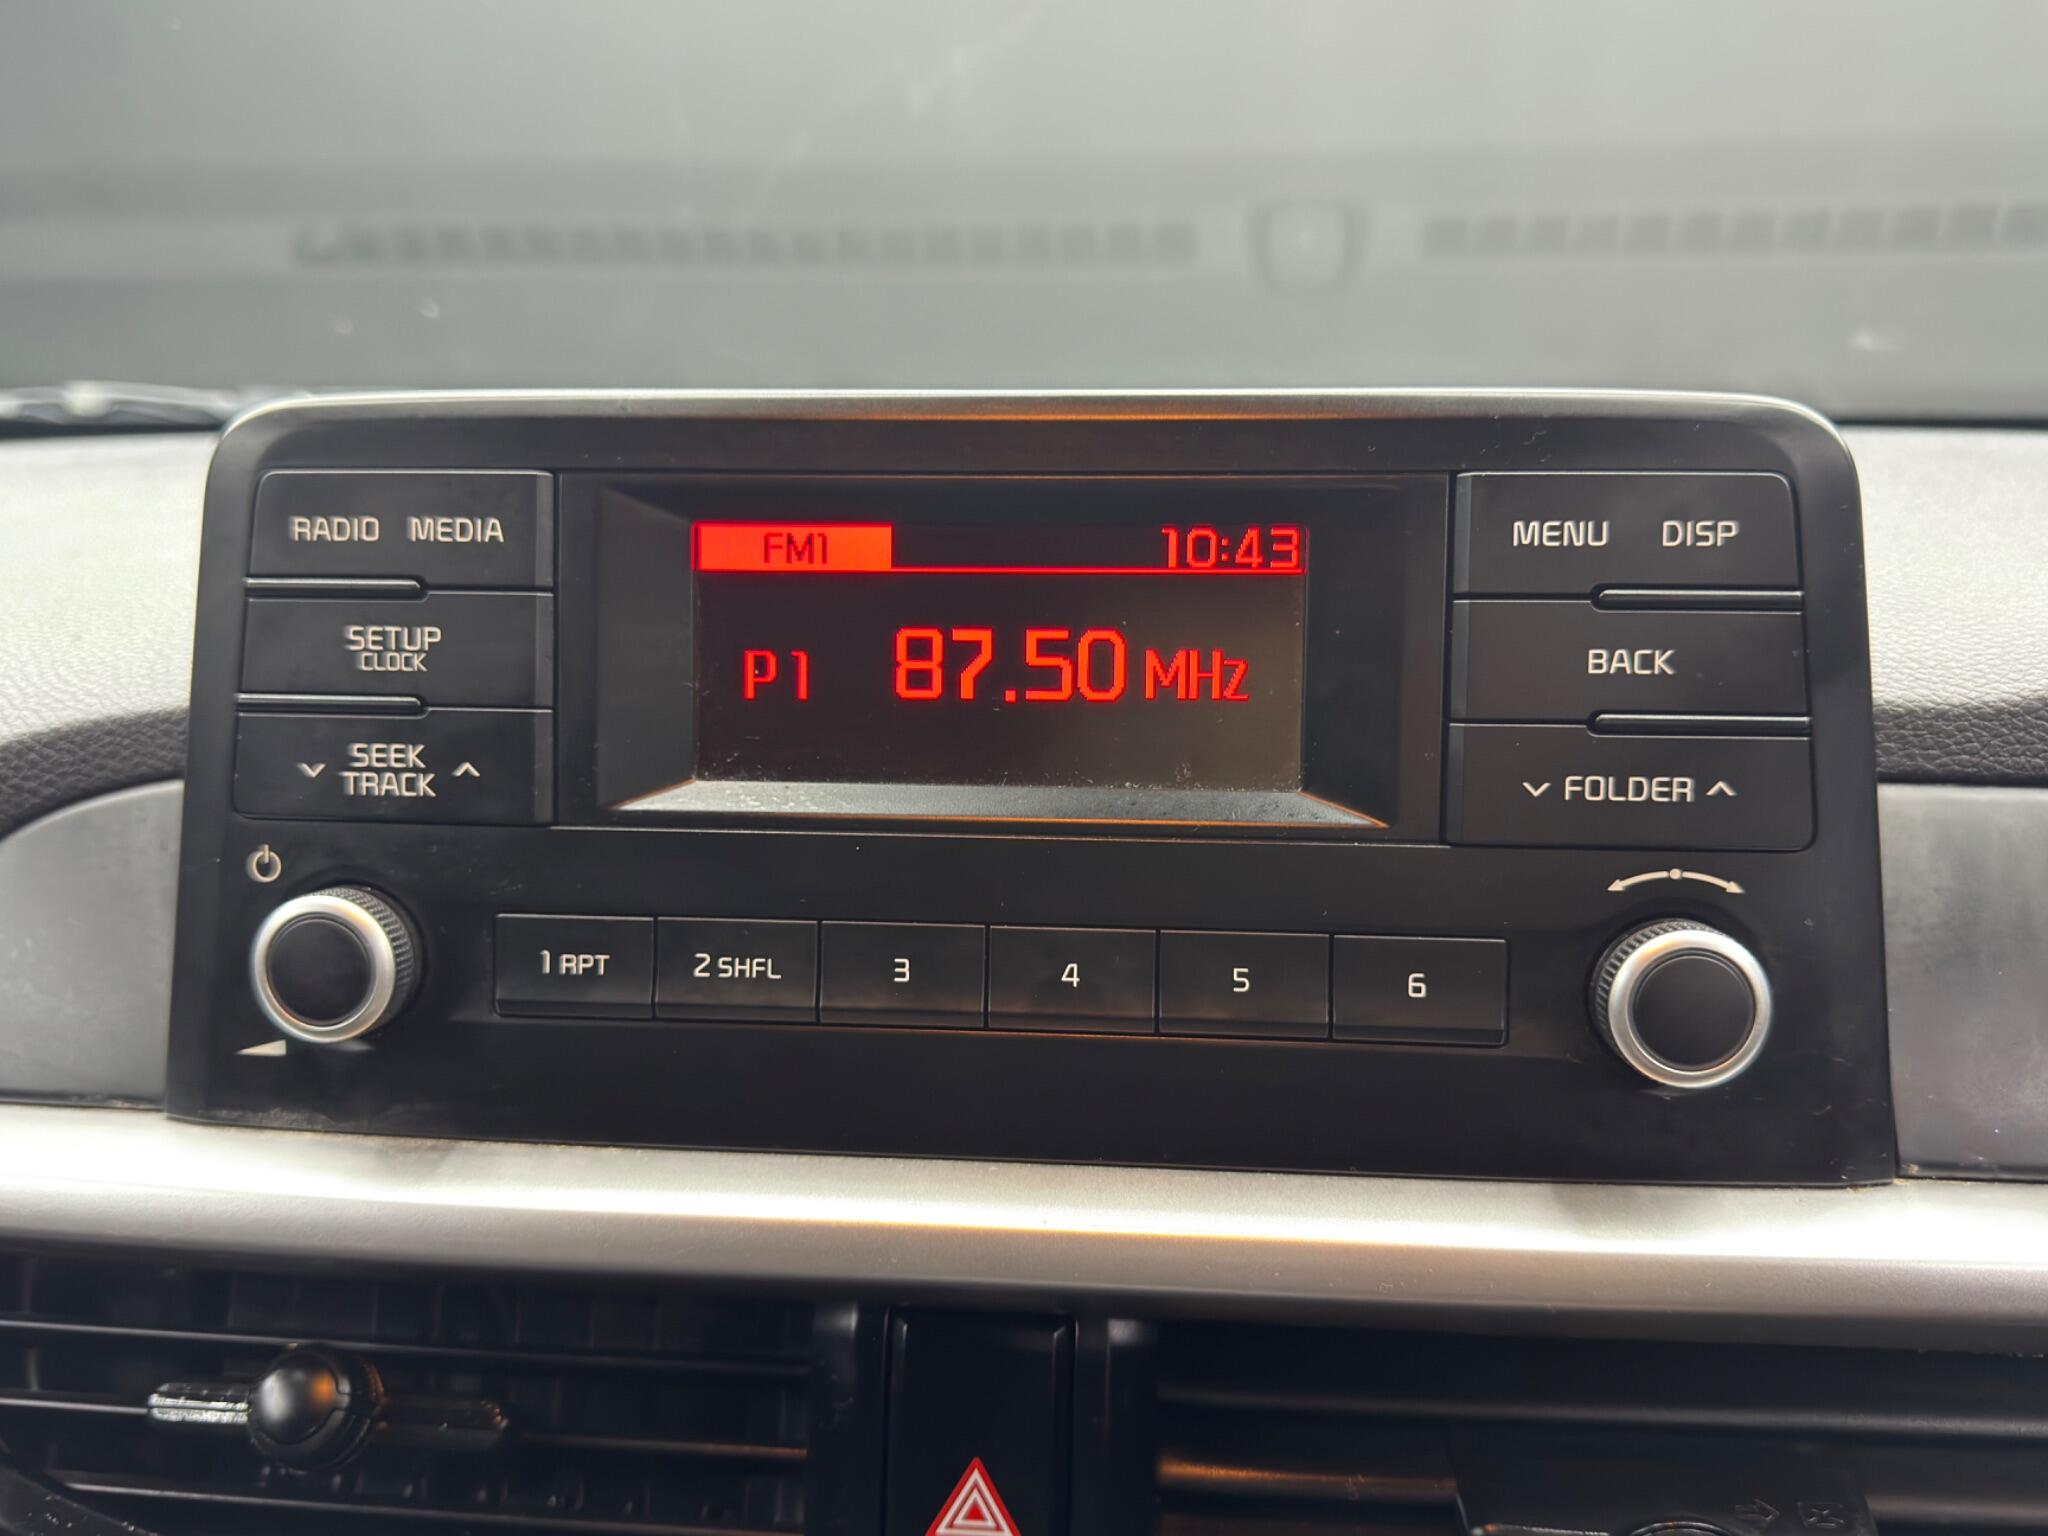 RADIO MEDIA
FM1 10:43
MENU DISP
SETUP
CLOCK
P1 87.50 MHz
BACK
SEEK
TRACK
FOLDER
1 RPT 2 SHFL 3 4 5 6